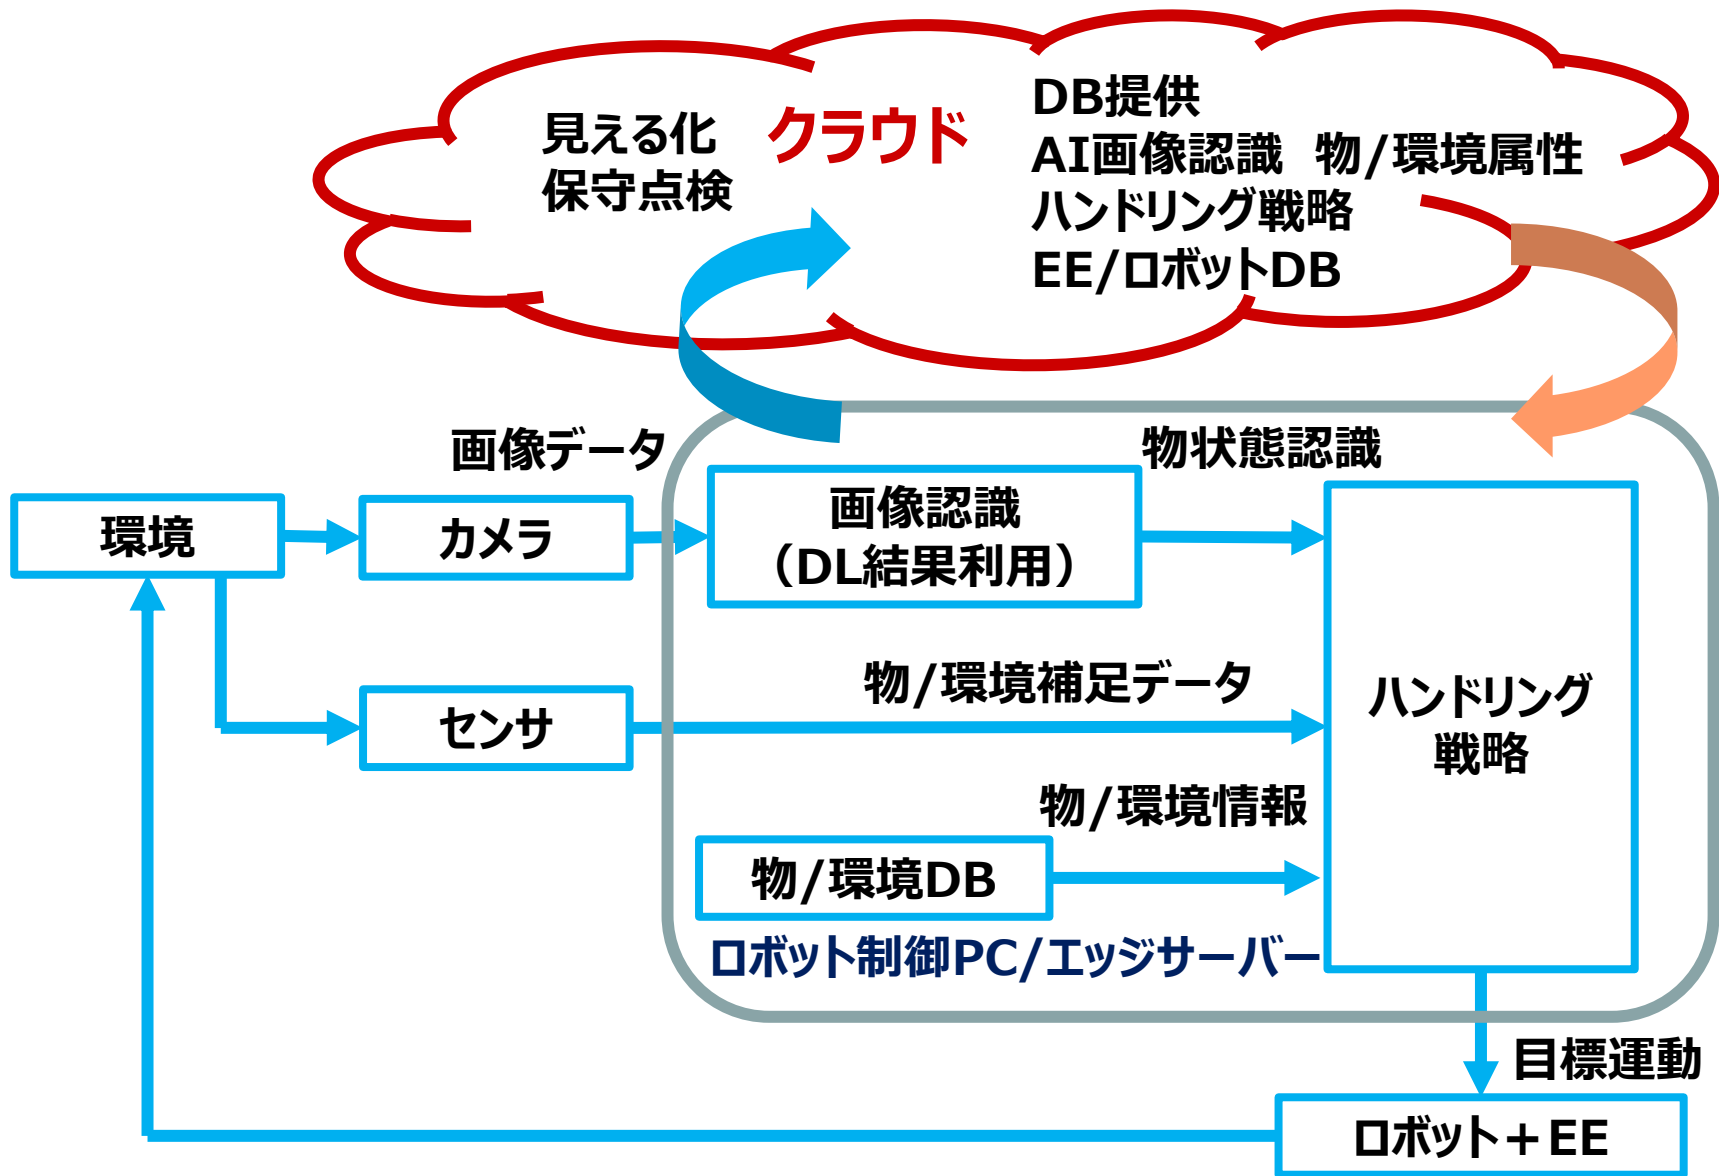 見える化
保守点検
クラウド
DB提供
AI画像認識　物/環境属性
ハンドリング戦略
EE/ロボットDB
画像データ
物状態認識
環境
カメラ
画像認識
（DL結果利用）
物/環境補足データ
センサ
ハンドリング
戦略
物/環境情報
物/環境DB
ロボット制御PC/エッジサーバー
目標運動
ロボット＋EE